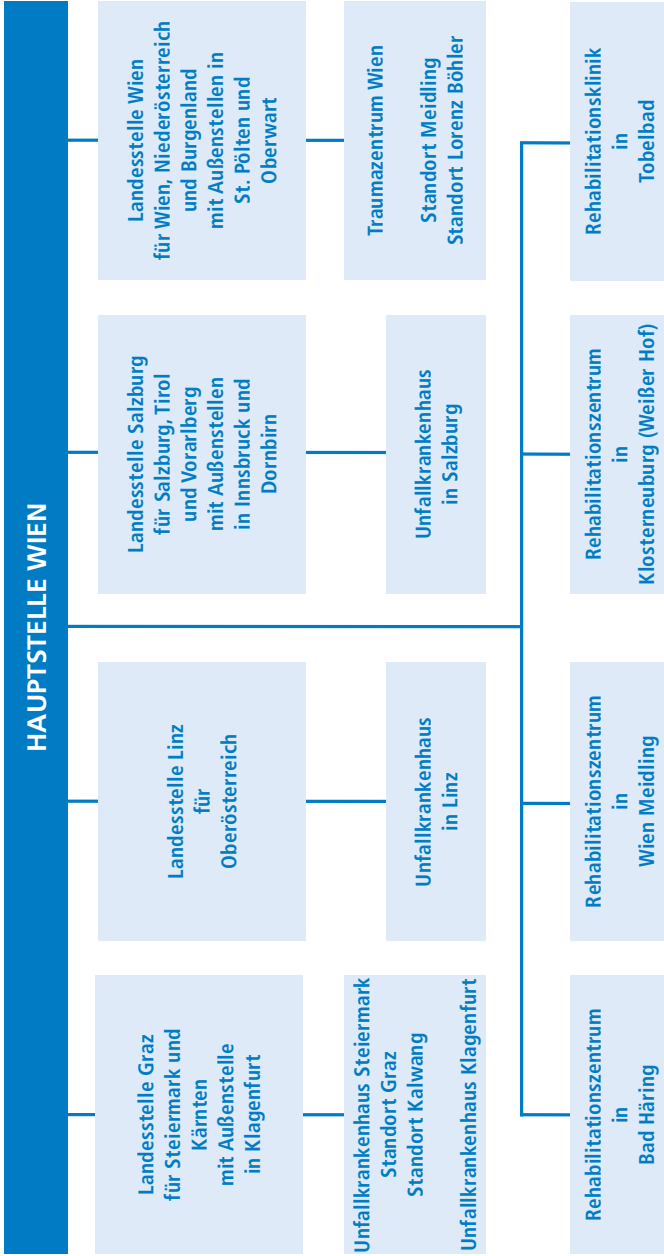 HAUPTSTELLE WIEN
Landesstelle Graz
für Steiermark und
Kärnten
mit Außenstelle
in Klagenfurt
Landesstelle Linz
für
Oberösterreich
Landesstelle Salzburg
für Salzburg, Tirol
und Vorarlberg
mit Außenstellen
in Innsbruck und
Dornbirn
Landesstelle Wien
für Wien, Niederösterreich
und Burgenland
mit Außenstellen in
St. Pölten und
Oberwart
Unfallkrankenhaus Steiermark
Standort Graz
Standort Kalwang
Unfallkrankenhaus Klagenfurt
Unfallkrankenhaus
in Linz
Unfallkrankenhaus
in Salzburg
Traumazentrum Wien
Standort Meidling
Standort Lorenz Böhler
Rehabilitationszentrum
in
Bad Häring
Rehabilitationszentrum
in
Wien Meidling
Rehabilitationszentrum
in
Klosterneuburg (Weißer Hof)
Rehabilitationsklinik
in
Tobelbad